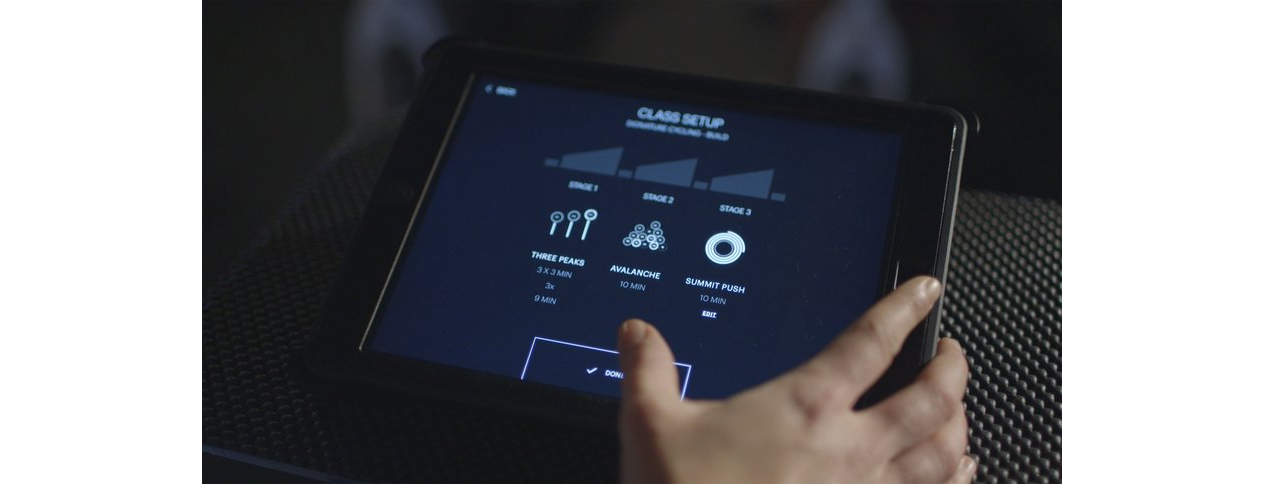 BACK
CLASS SETUP
SIGNATURE CYCLING - BUILD
STAGE 1
STAGE 2
STAGE 3
THREE PEAKS
3 X 3 MIN
3x
9 MIN
AVALANCHE
10 MIN
SUMMIT PUSH
10 MIN
EDIT